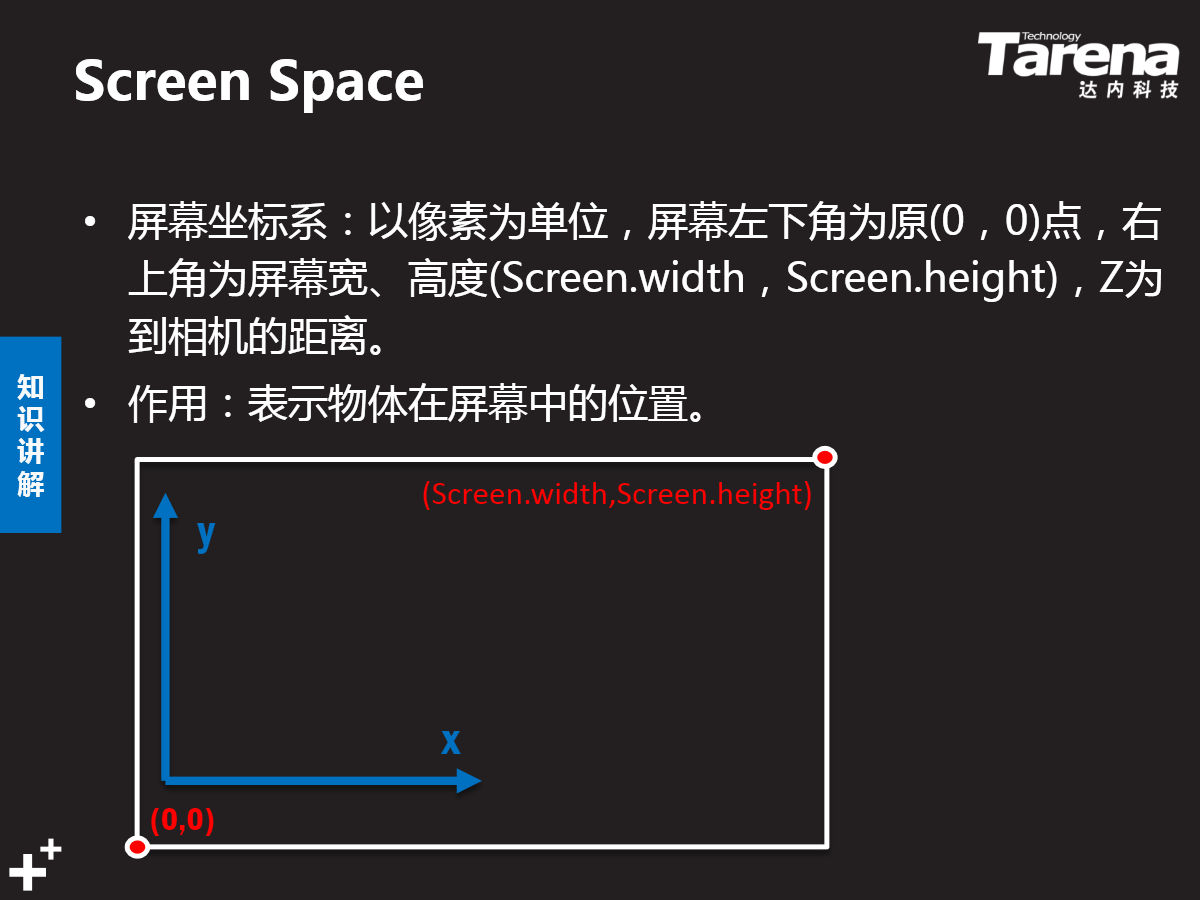 Screen Space
Technology
Tarena
达内科技
• 屏幕坐标系：以像素为单位，屏幕左下角为原(0，0)点，右
上角为屏幕宽、高度(Screen.width，Screen.height)，Z为
到相机的距离。
• 作用：表示物体在屏幕中的位置。
知
识
讲
解
(Screen.width,Screen.height)
y
x
(0,0)